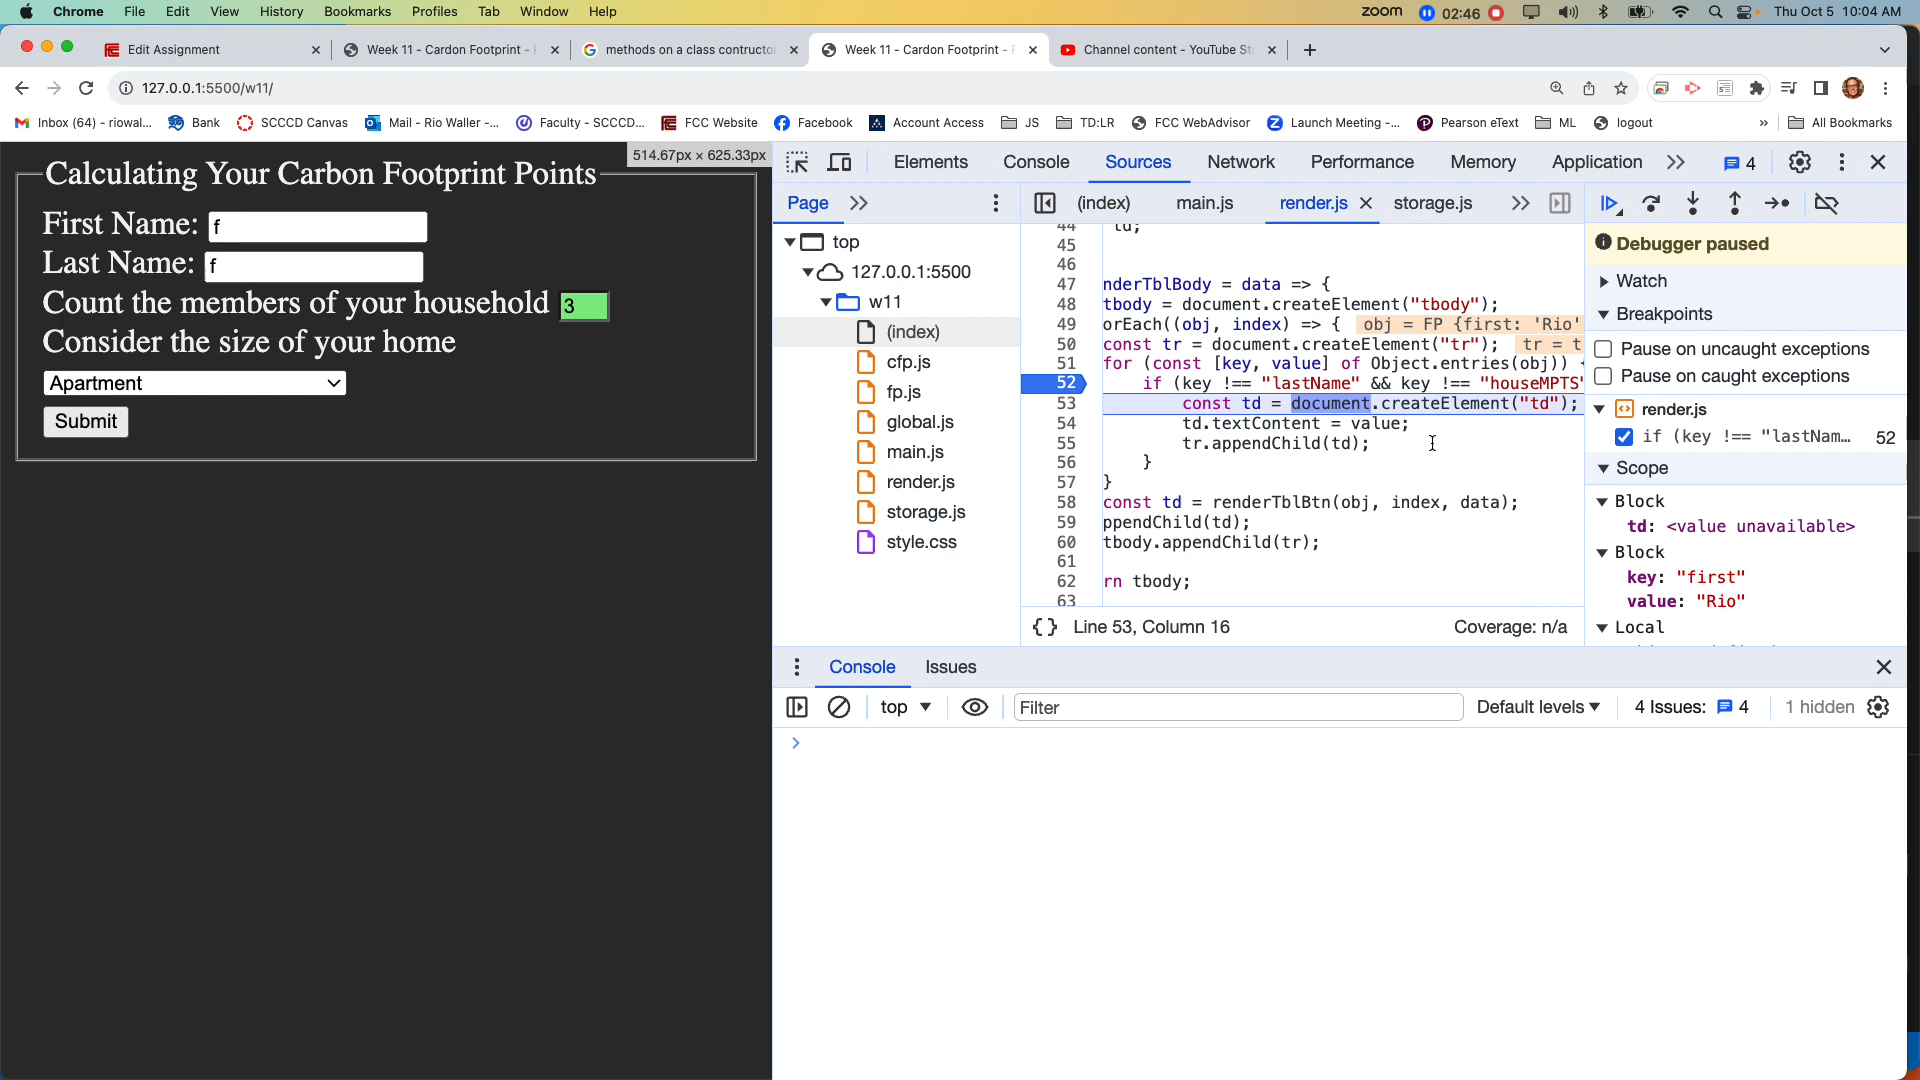 Chrome File Edit View History Bookmarks Profiles Tab Window Help zoom 02:46 Thu Oct 5 10:04 AM
Edit Assignment
Week 11 - Cardon Footprint -
methods on a class contructor
Week 11 - Cardon Footprint -
Channel content - YouTube St
127.0.0.1:5500/w11/
Inbox (64) - riowal... Bank SCCCD Canvas Mail - Rio Waller -... Faculty - SCCCD... FCC Website Facebook Account Access JS TD:LR FCC WebAdvisor Launch Meeting -... Pearson eText ML logout » All Bookmarks
514.67px × 625.33px
Calculating Your Carbon Footprint Points
First Name: f
Last Name: f
Count the members of your household 3
Consider the size of your home
Apartment
Submit
Elements Console Sources Network Performance Memory Application 4
Page
top
127.0.0.1:5500
w11
(index)
cfp.js
fp.js
global.js
main.js
render.js
storage.js
style.css
(index) main.js render.js storage.js
44 td;
45
46
47 nderTblBody = data => {
48 tbody = document.createElement("tbody");
49 orEach((obj, index) => { obj = FP {first: 'Rio'
50 const tr = document.createElement("tr"); tr = t
51 for (const [key, value] of Object.entries(obj)) {
52 if (key !== "lastName" && key !== "houseMPTS"
53 const td = document.createElement("td");
54 td.textContent = value;
55 tr.appendChild(td);
56 }
57 }
58 const td = renderTblBtn(obj, index, data);
59 ppendChild(td);
60 tbody.appendChild(tr);
61
62 rn tbody;
63
{} Line 53, Column 16 Coverage: n/a
Debugger paused
Watch
Breakpoints
Pause on uncaught exceptions
Pause on caught exceptions
render.js
if (key !== "lastNam... 52
Scope
Block
td: <value unavailable>
Block
key: "first"
value: "Rio"
Local
Console Issues
top Filter Default levels 4 Issues: 4 1 hidden